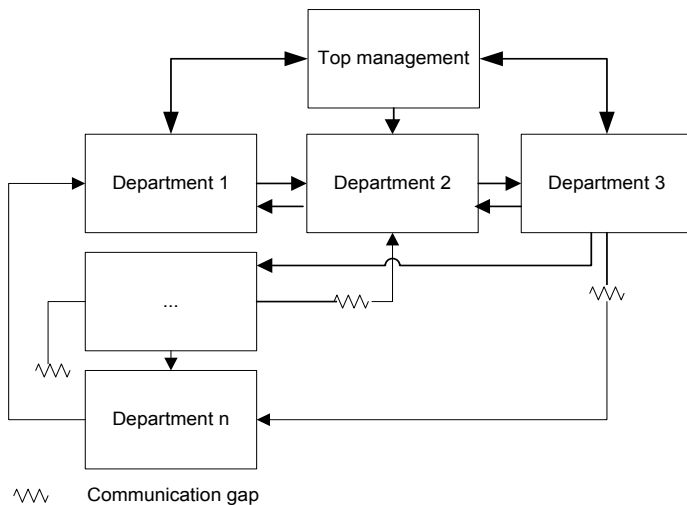 Top management
Department 1
Department 2
Department 3
...
Department n
Communication gap